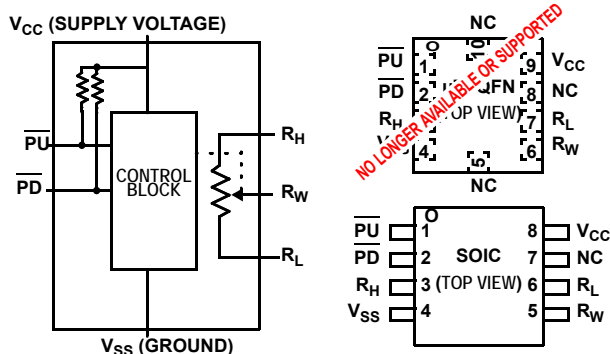 VCC (SUPPLY VOLTAGE)
PU
PD
CONTROL
BLOCK
RH
RW
RL
VSS (GROUND)
NC
10
PU
1
9
VCC
PD
2
QFN
8
NC
RH
(TOP VIEW)
7
RL
4
6
RW
5
NC
NO LONGER AVAILABLE OR SUPPORTED
PU
1
8
VCC
PD
2
SOIC
7
NC
RH
3
(TOP VIEW)
6
RL
VSS
4
5
RW